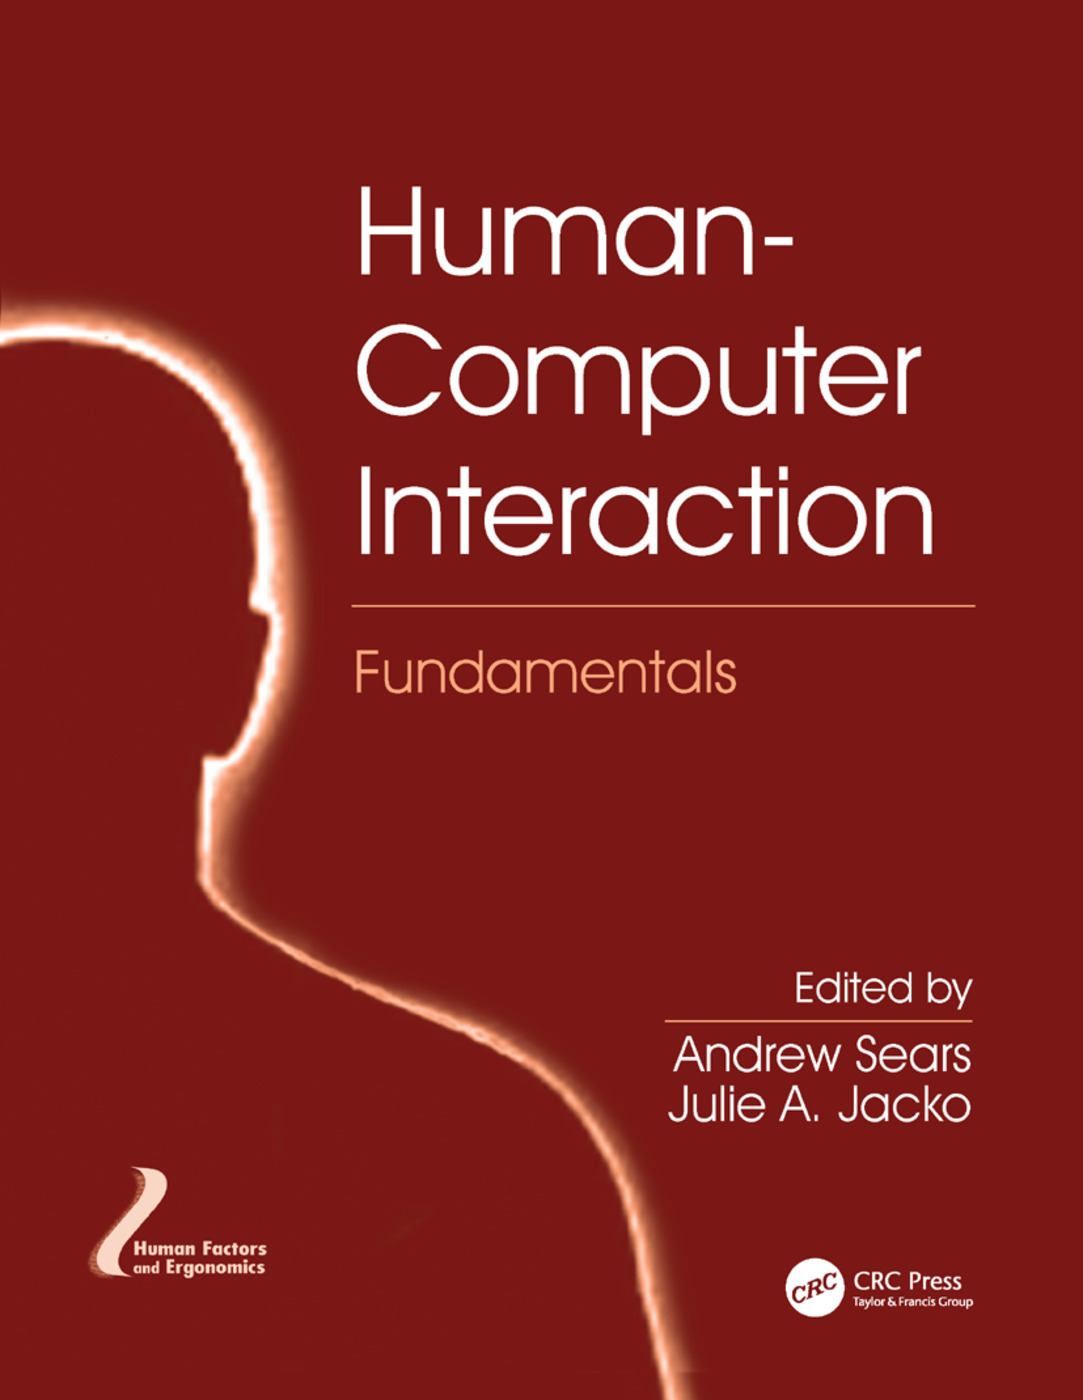 Human-
Computer
Interaction
Fundamentals
Edited by
Andrew Sears
Julie A. Jacko
Human Factors
and Ergonomics
CRC
CRC Press
Taylor & Francis Group